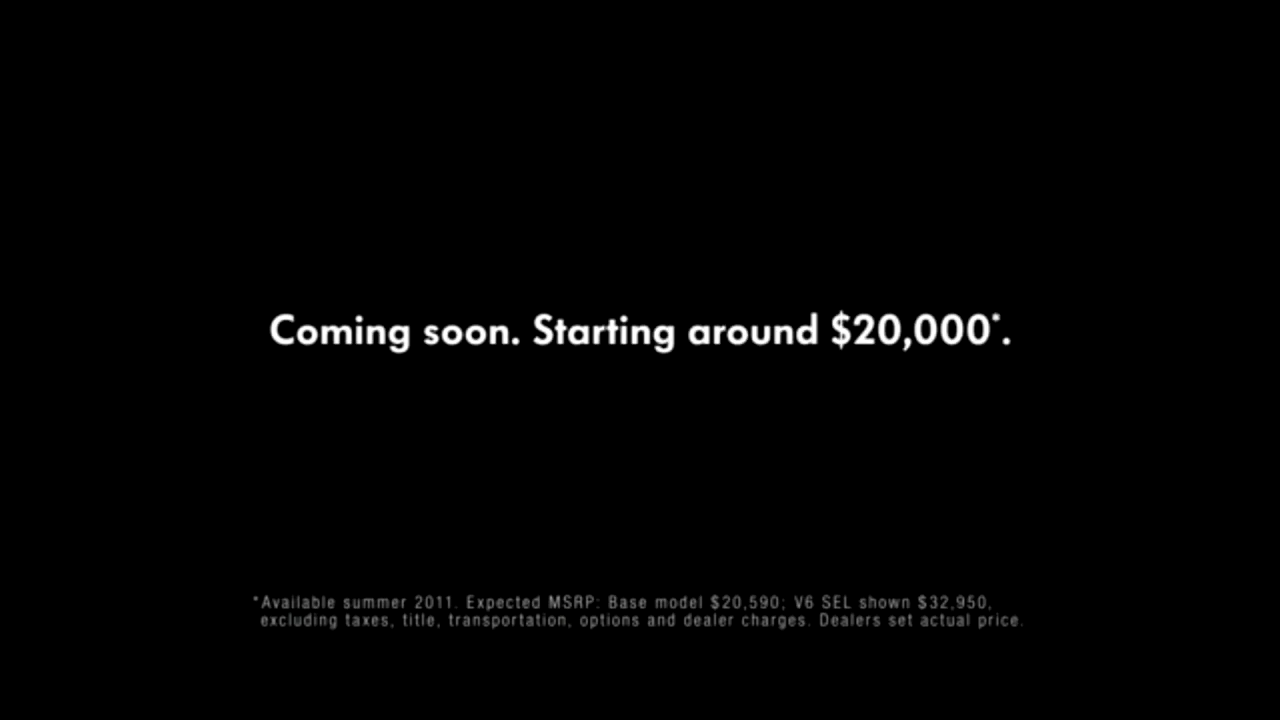 Coming soon. Starting around $20,000*.
*Available summer 2011. Expected MSRP: Base model $20,590; V6 SEL shown $32,950,
excluding taxes, title, transportation, options and dealer charges. Dealers set actual price.